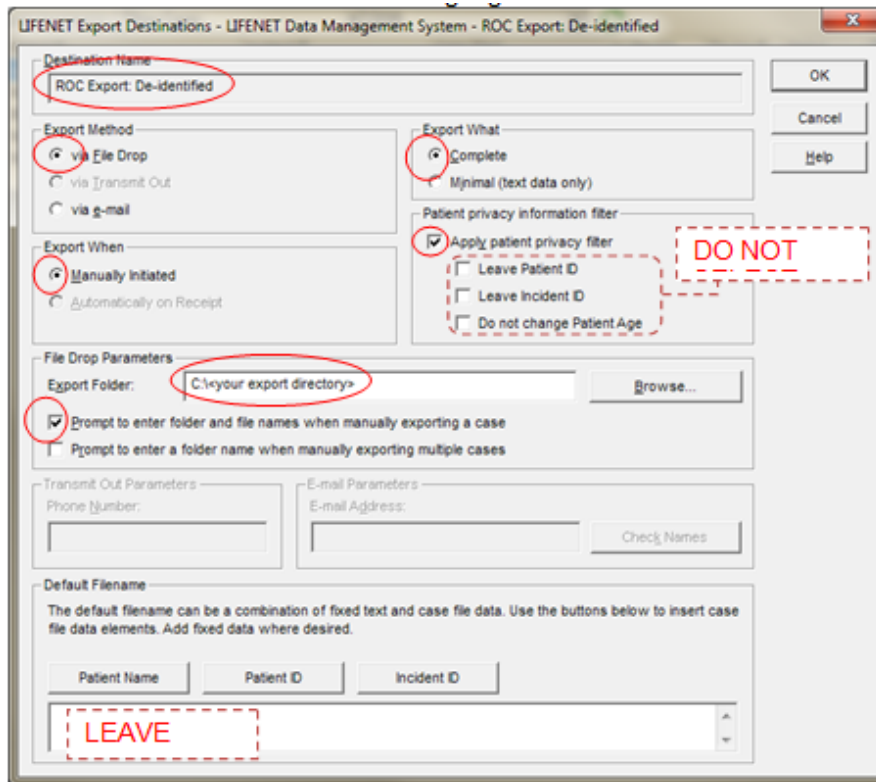 LIFENET Export Destinations - LIFENET Data Management System - ROC Export: De-identified
Destination Name
ROC Export: De-identified
OK
Cancel
Help
Export Method
via File Drop
via Transmit Out
via e-mail
Export What
Complete
Minimal (text data only)
Patient privacy information filter
Apply patient privacy filter
Leave Patient ID
Leave Incident ID
Do not change Patient Age
DO NOT
Export When
Manually Initiated
Automatically on Receipt
File Drop Parameters
Export Folder:
C:\<your export directory>
Browse...
Prompt to enter folder and file names when manually exporting a case
Prompt to enter a folder name when manually exporting multiple cases
Transmit Out Parameters
Phone Number:
E-mail Parameters
E-mail Address:
Check Names
Default Filename
The default filename can be a combination of fixed text and case file data. Use the buttons below to insert case
file data elements. Add fixed data where desired.
Patient Name
Patient ID
Incident ID
LEAVE